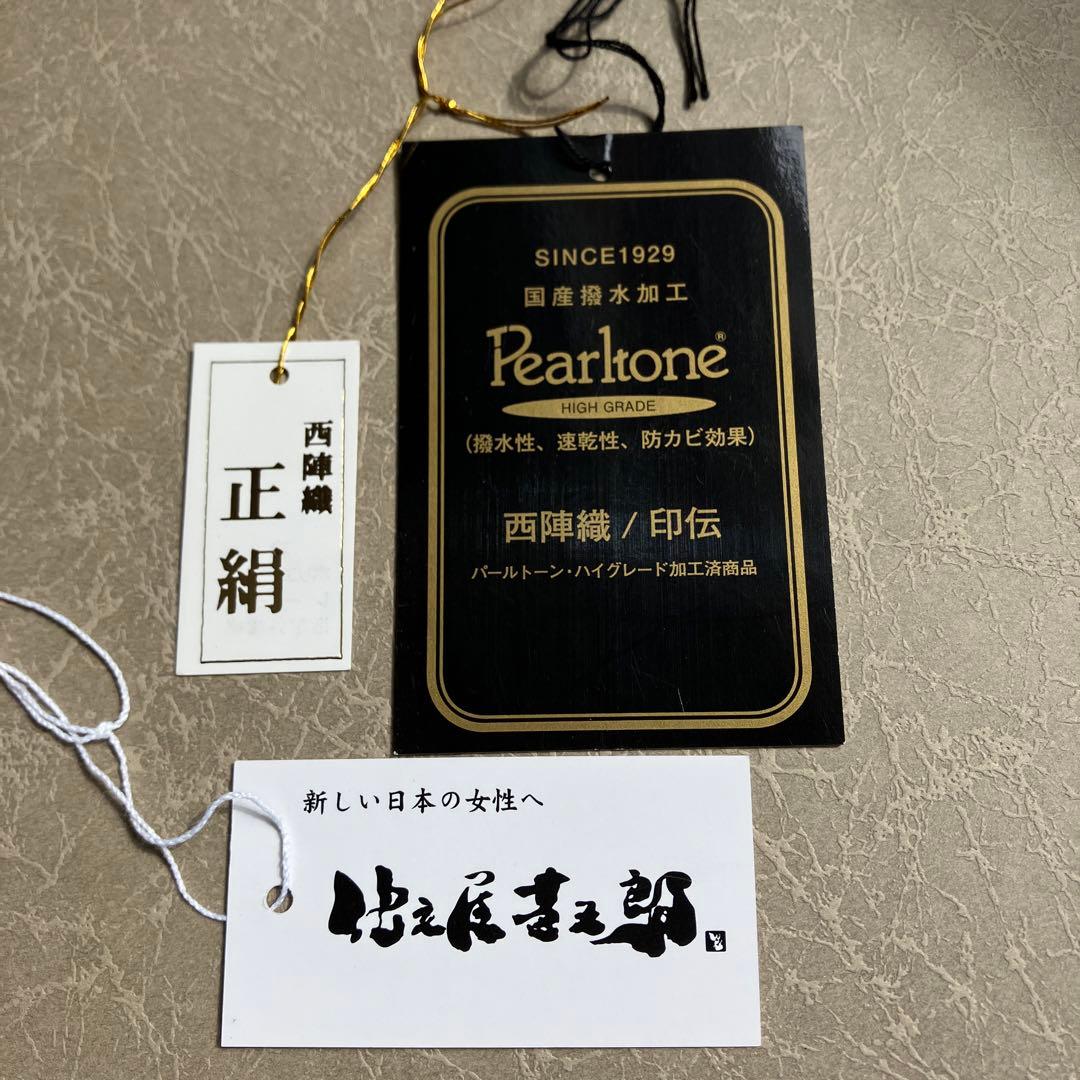 SINCE1929
国産撥水加工
Pearltone®
HIGH GRADE
(撥水性、速乾性、防カビ効果)
西陣織 / 印伝
パールトーン・ハイグレード加工済商品
西陣織
正絹
新しい日本の女性へ